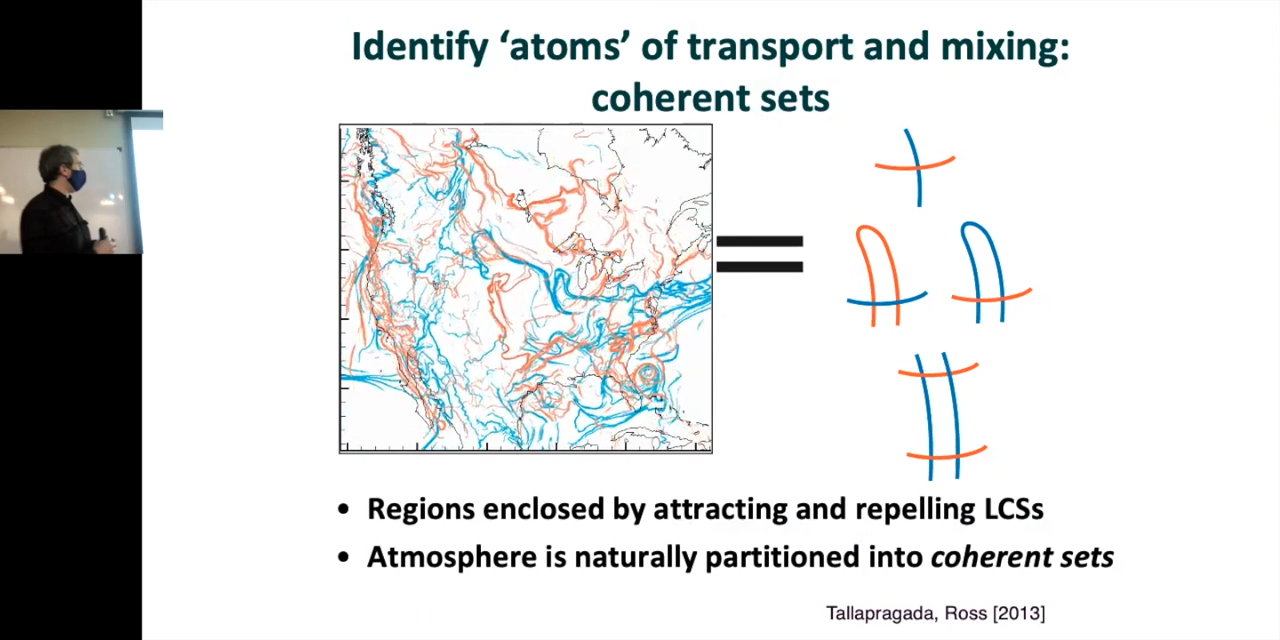 Identify ‘atoms’ of transport and mixing:
coherent sets
• Regions enclosed by attracting and repelling LCSs
• Atmosphere is naturally partitioned into coherent sets
Tallapragada, Ross [2013]